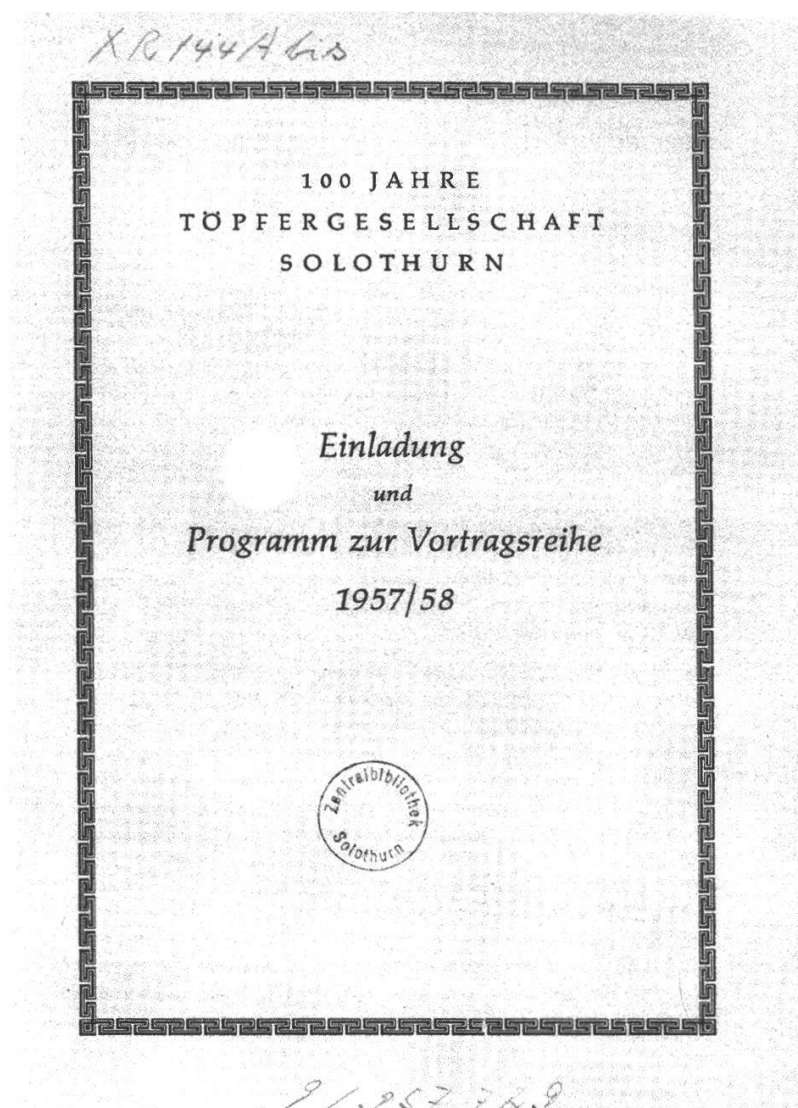 XR 144 A bis
100 JAHRE
TÖPFERGESELLSCHAFT
SOLOTHURN
Einladung
und
Programm zur Vortragsreihe
1957/58
Zentralbibliothek
Solothurn